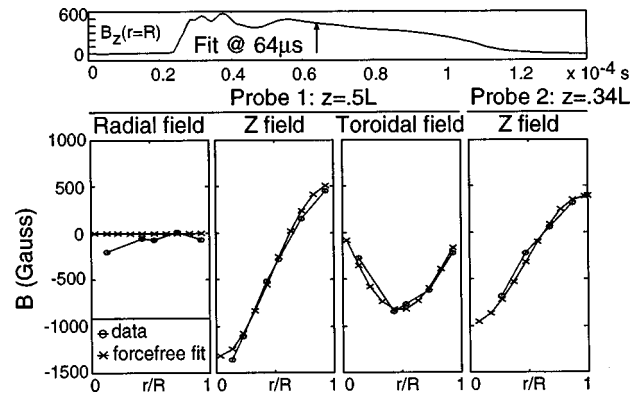 600
B_z(r=R)
Fit @ 64μs
0
0 0.2 0.4 0.6 0.8 1 1.2 x 10^-4 s
Probe 1: z=.5L Probe 2: z=.34L
Radial field Z field Toroidal field Z field
1000
500
0
-500
-1000
-1500
B (Gauss)
data
forcefree fit
0 r/R 1 0 r/R 1 0 r/R 1 0 r/R 1